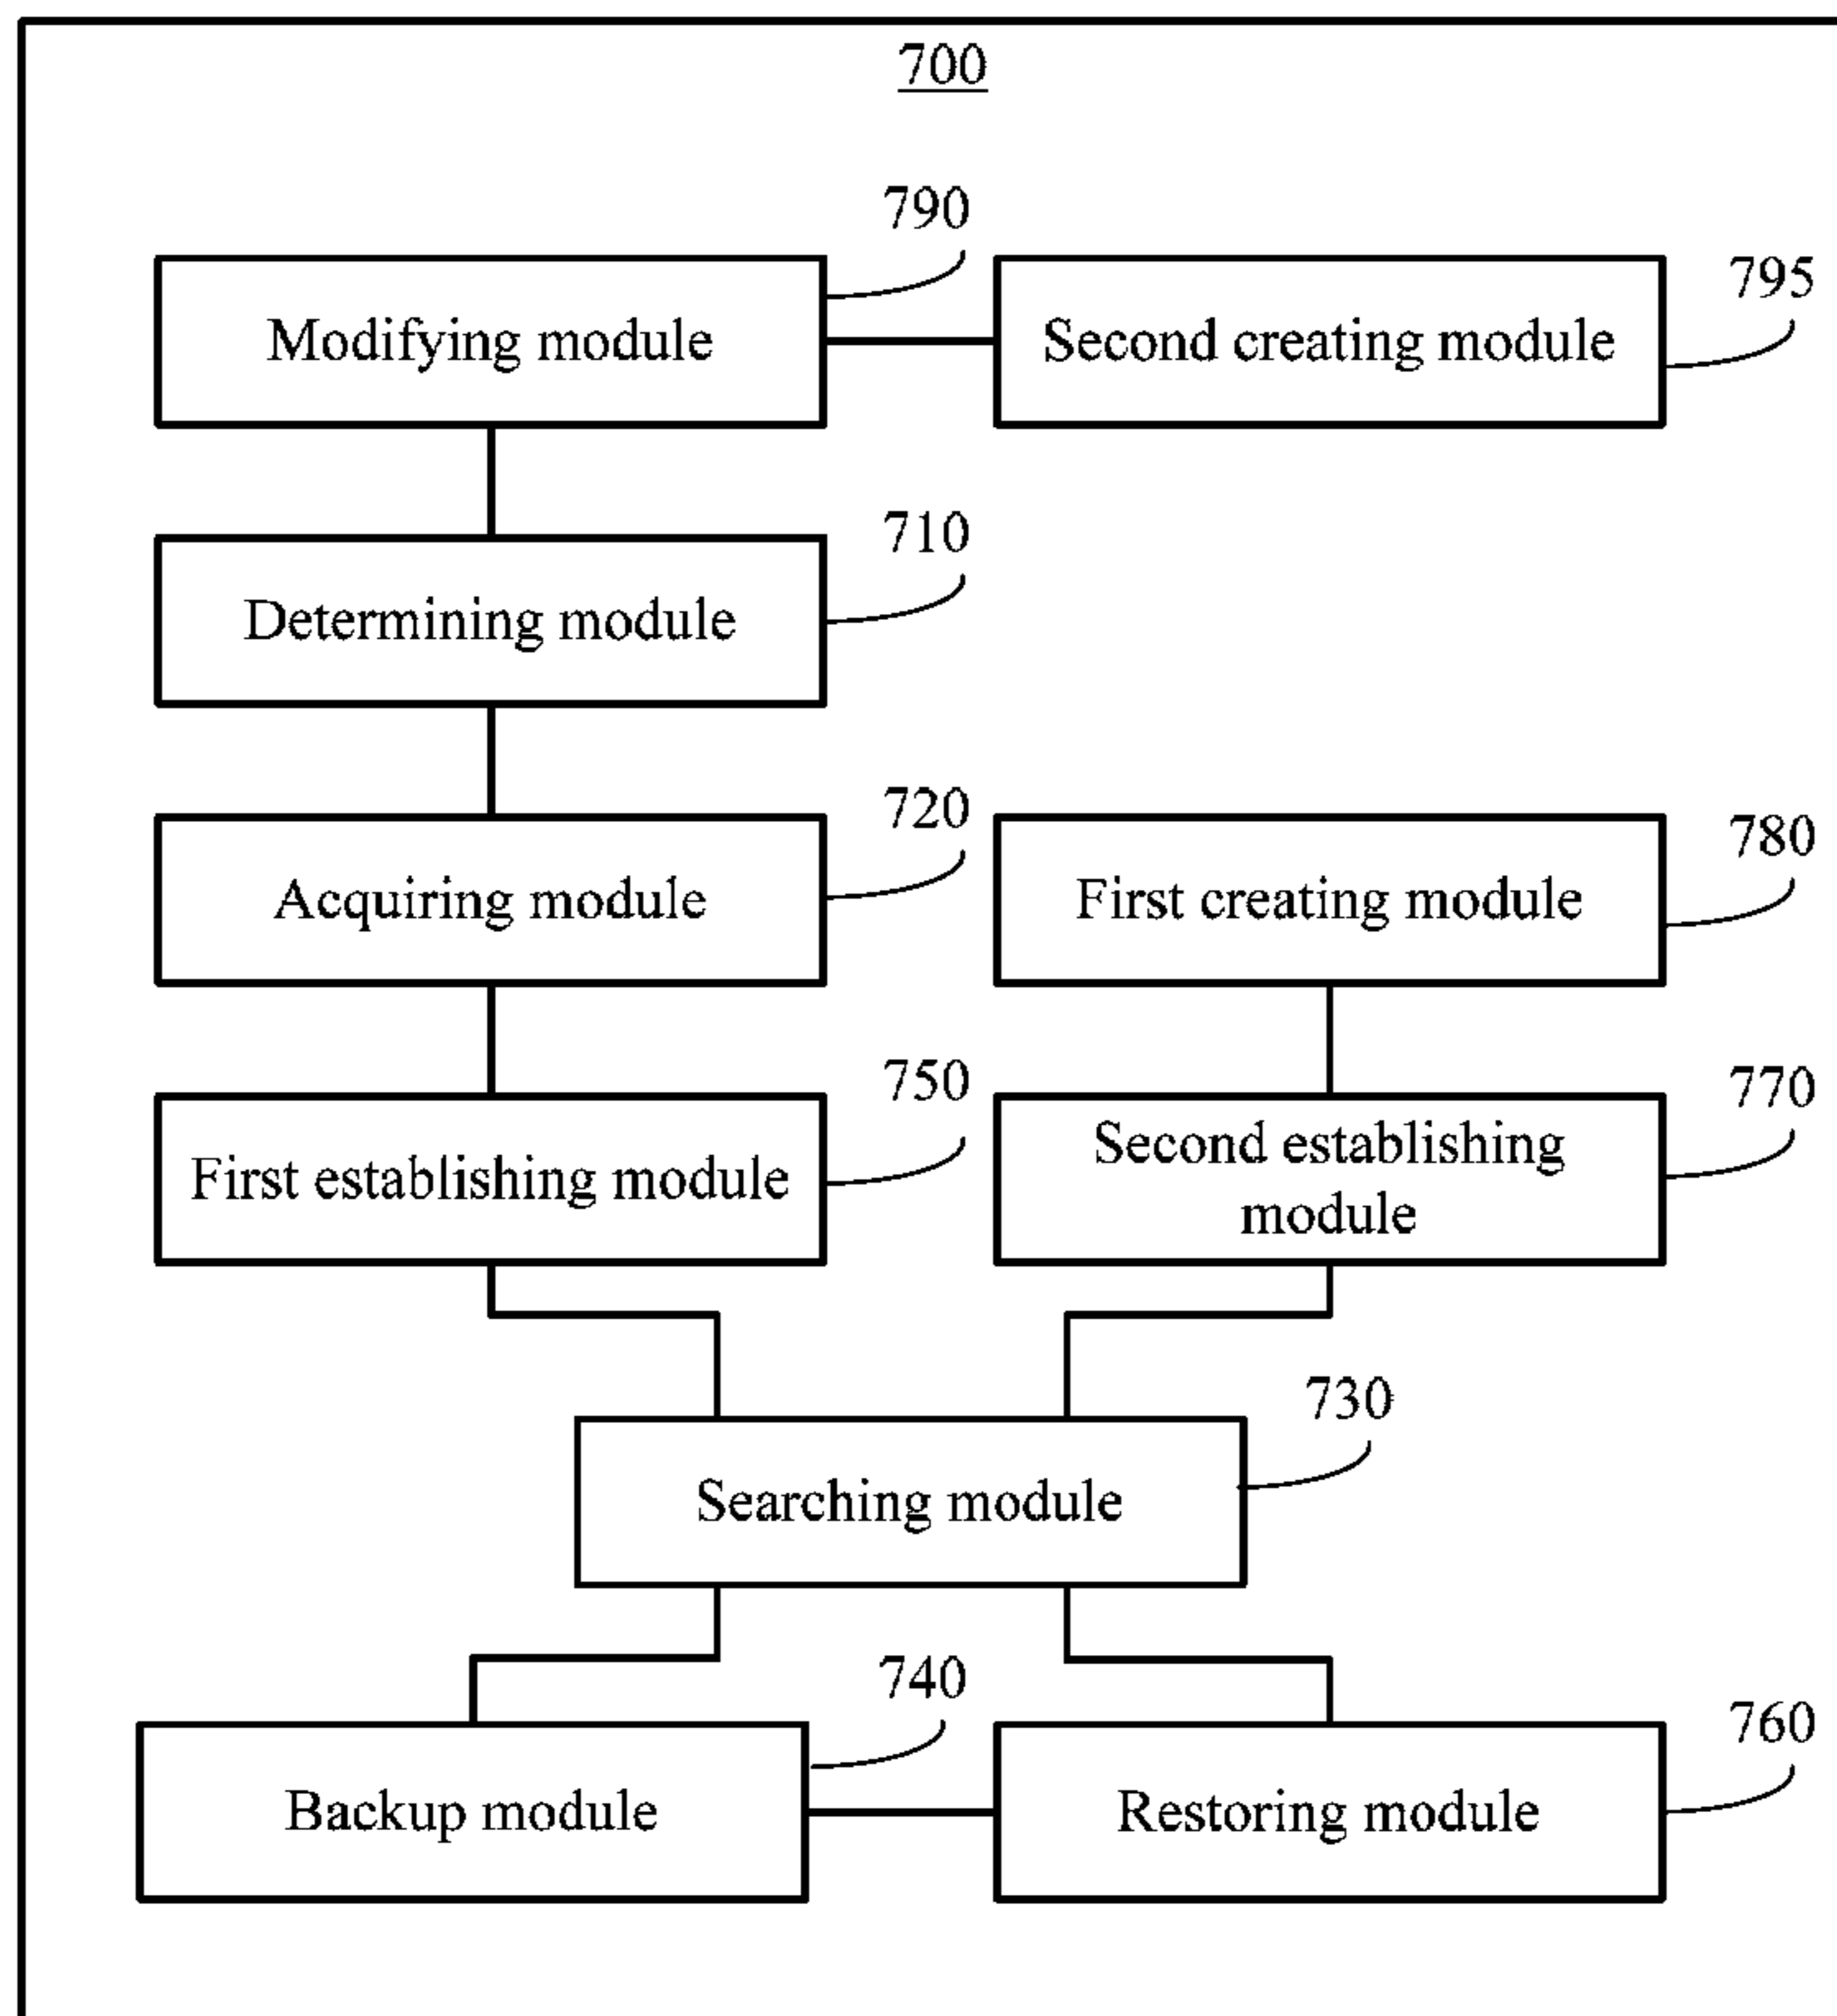 700
790
795
Modifying module
Second creating module
710
Determining module
720
780
Acquiring module
First creating module
750
770
First establishing module
Second establishing
module
730
Searching module
740
760
Backup module
Restoring module